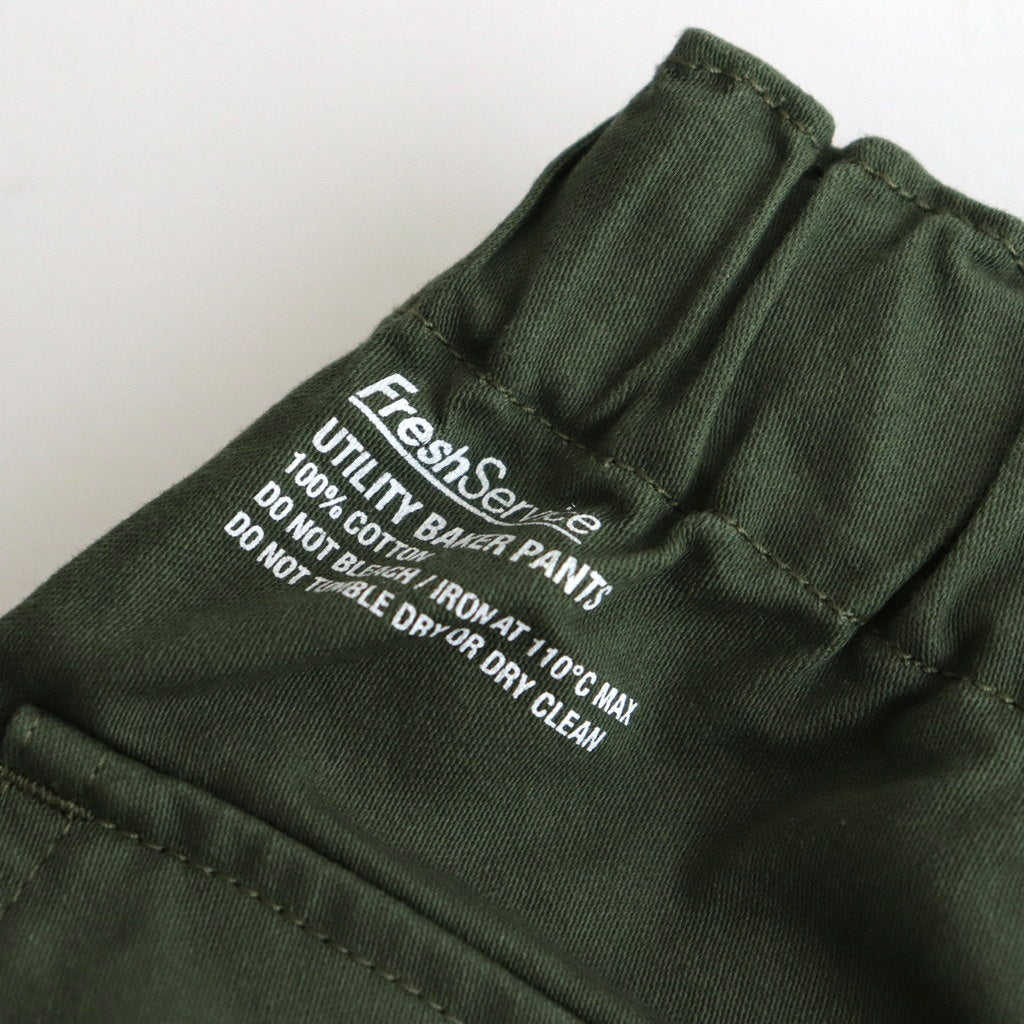 FreshService
UTILITY BAKER PANTS
100% COTTON
DO NOT BLEACH / IRON AT 110°C MAX
DO NOT TUMBLE DRY OR DRY CLEAN